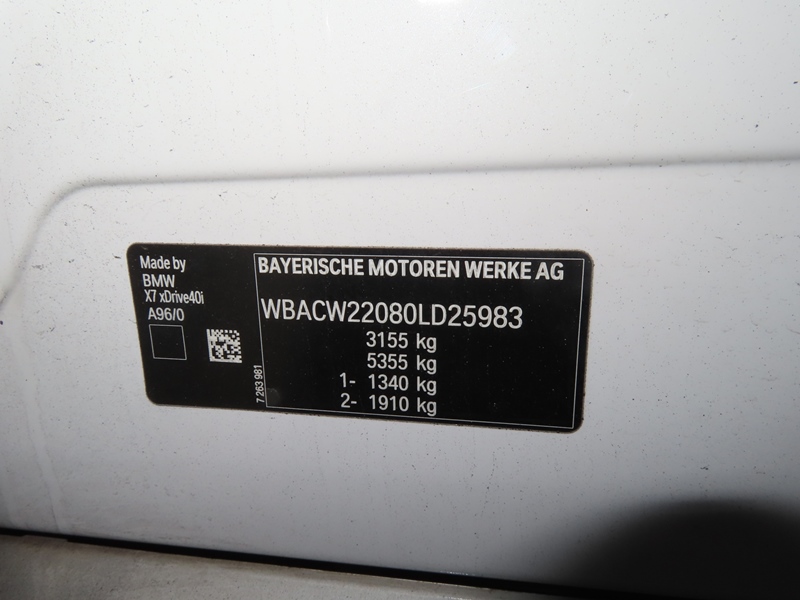 Made by
BMW
X7 xDrive40i
A96/0
7 263 981
BAYERISCHE MOTOREN WERKE AG
WBACW22080LD25983
3155 kg
5355 kg
1- 1340 kg
2- 1910 kg